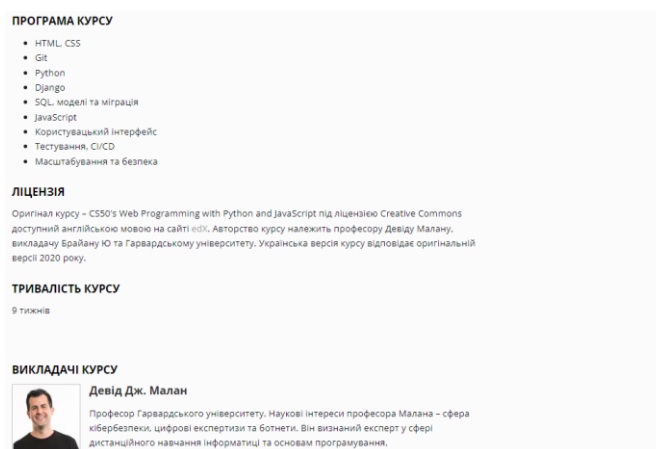 ПРОГРАМА КУРСУ
HTML, CSS
Git
Python
Django
SQL, моделі та міграція
JavaScript
Користувацький інтерфейс
Тестування, CI/CD
Масштабування та безпека
ЛІЦЕНЗІЯ
Оригінал курсу – CS50's Web Programming with Python and JavaScript під ліцензією Creative Commons
доступний англійською мовою на сайті edX. Авторство курсу належить професору Девіду Малану,
викладачу Брайану Ю та Гарвардському університету. Українська версія курсу відповідає оригінальній
версії 2020 року.
ТРИВАЛІСТЬ КУРСУ
9 тижнів
ВИКЛАДАЧІ КУРСУ
Девід Дж. Малан
Професор Гарвардського університету. Наукові інтереси професора Малана – сфера
кібербезпеки, цифрові експертизи та ботнети. Він визнаний експерт у сфері
дистанційного навчання інформатиці та основам програмування.